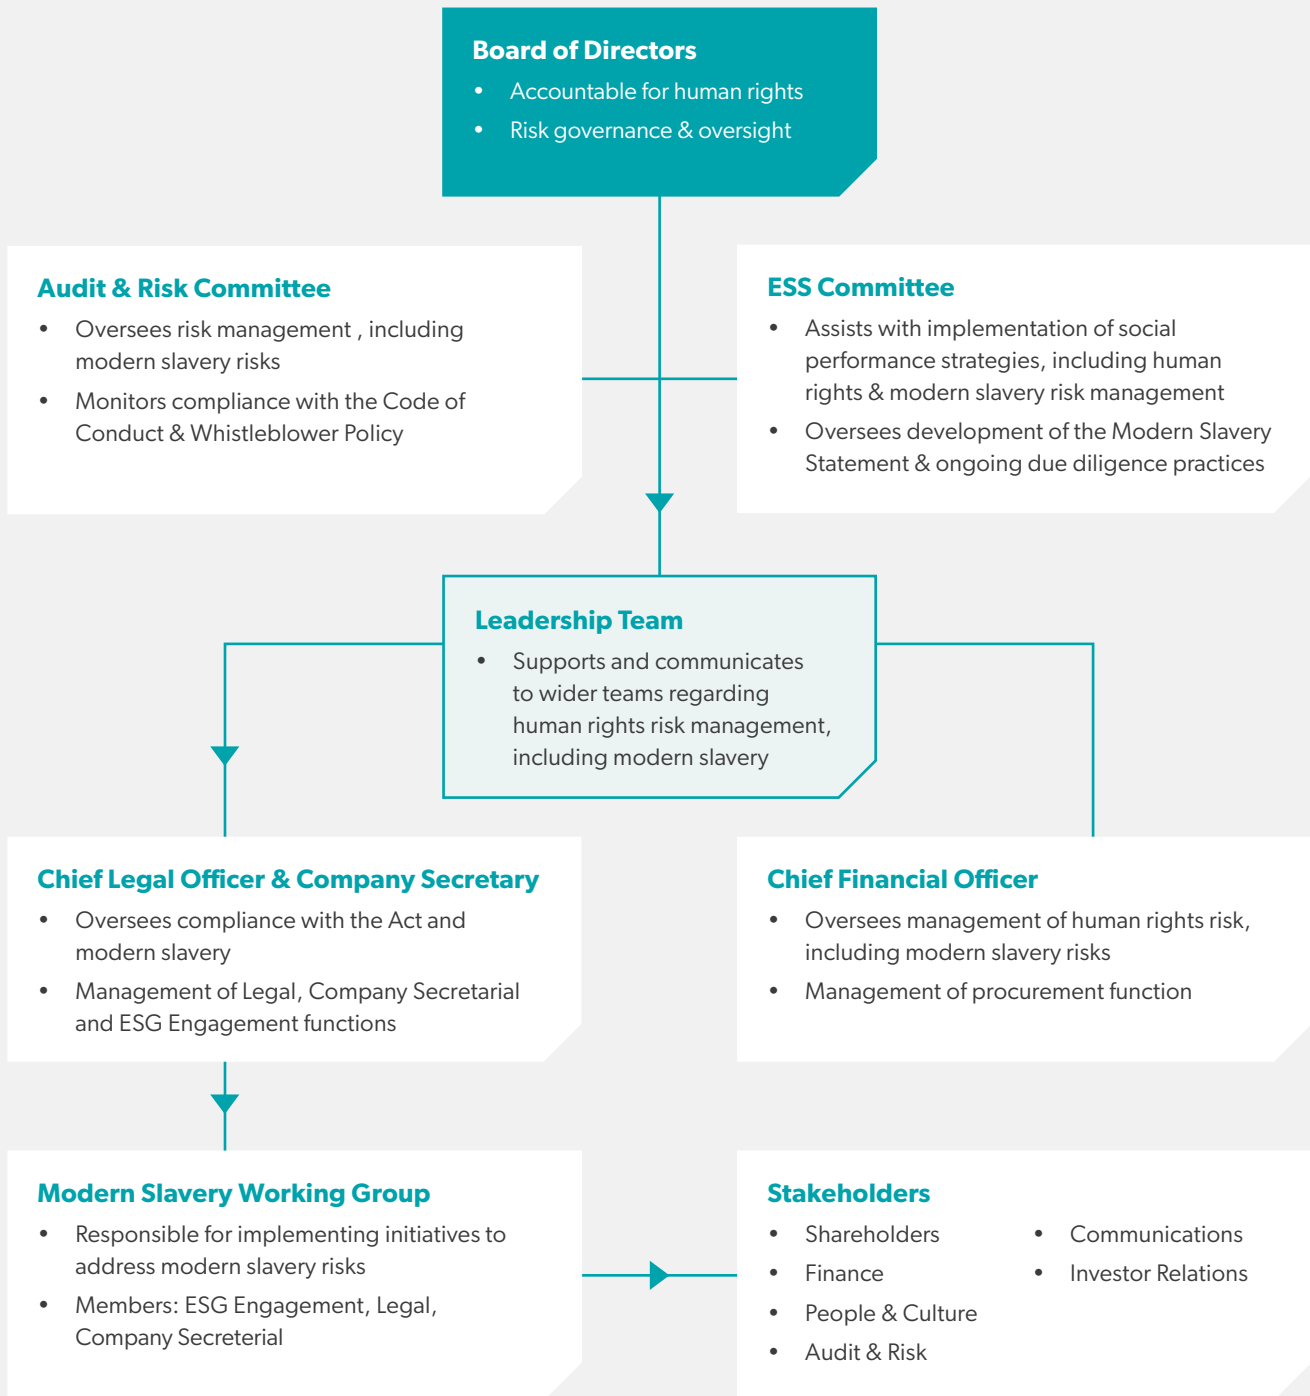 Board of Directors
• Accountable for human rights
• Risk governance & oversight
Audit & Risk Committee
• Oversees risk management , including
modern slavery risks
• Monitors compliance with the Code of
Conduct & Whistleblower Policy
ESS Committee
• Assists with implementation of social
performance strategies, including human
rights & modern slavery risk management
• Oversees development of the Modern Slavery
Statement & ongoing due diligence practices
Leadership Team
• Supports and communicates
to wider teams regarding
human rights risk management,
including modern slavery
Chief Legal Officer & Company Secretary
• Oversees compliance with the Act and
modern slavery
• Management of Legal, Company Secretarial
and ESG Engagement functions
Chief Financial Officer
• Oversees management of human rights risk,
including modern slavery risks
• Management of procurement function
Modern Slavery Working Group
• Responsible for implementing initiatives to
address modern slavery risks
• Members: ESG Engagement, Legal,
Company Secreterial
Stakeholders
• Shareholders
• Finance
• People & Culture
• Audit & Risk
• Communications
• Investor Relations